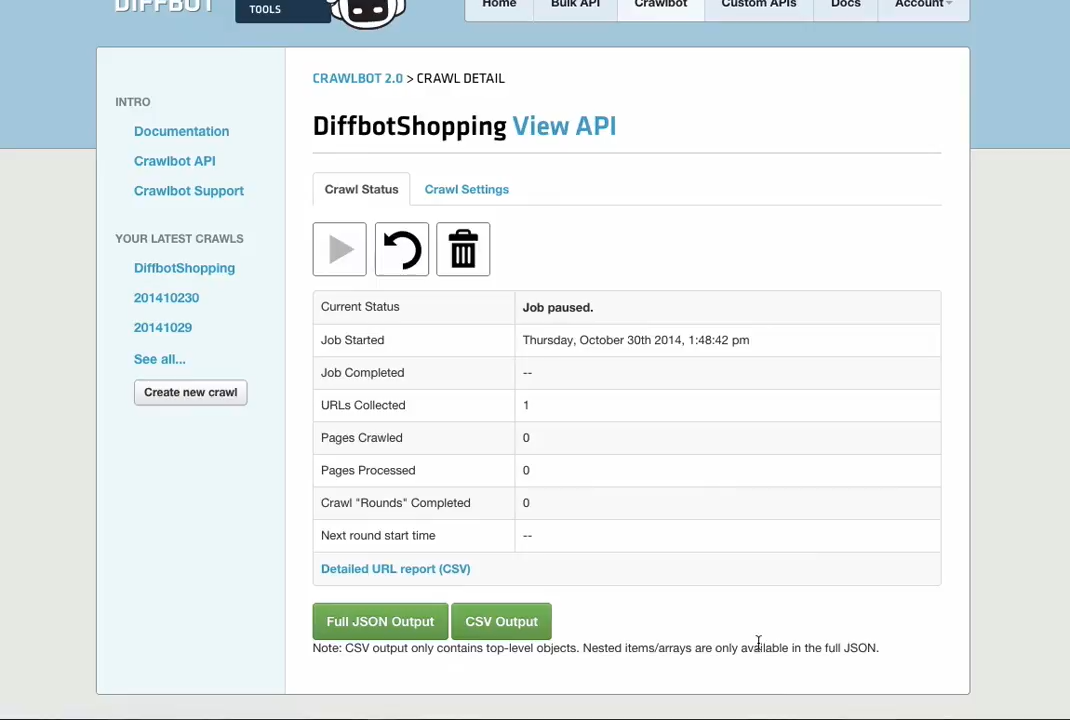 DIFFBOT
TOOLS
Home Bulk API Crawlbot Custom APIs Docs Account
CRAWLBOT 2.0 > CRAWL DETAIL
INTRO
Documentation
Crawlbot API
Crawlbot Support
YOUR LATEST CRAWLS
DiffbotShopping
201410230
20141029
See all...
Create new crawl
DiffbotShopping View API
Crawl Status Crawl Settings
Current Status Job paused.
Job Started Thursday, October 30th 2014, 1:48:42 pm
Job Completed --
URLs Collected 1
Pages Crawled 0
Pages Processed 0
Crawl "Rounds" Completed 0
Next round start time --
Detailed URL report (CSV)
Full JSON Output CSV Output
Note: CSV output only contains top-level objects. Nested items/arrays are only available in the full JSON.